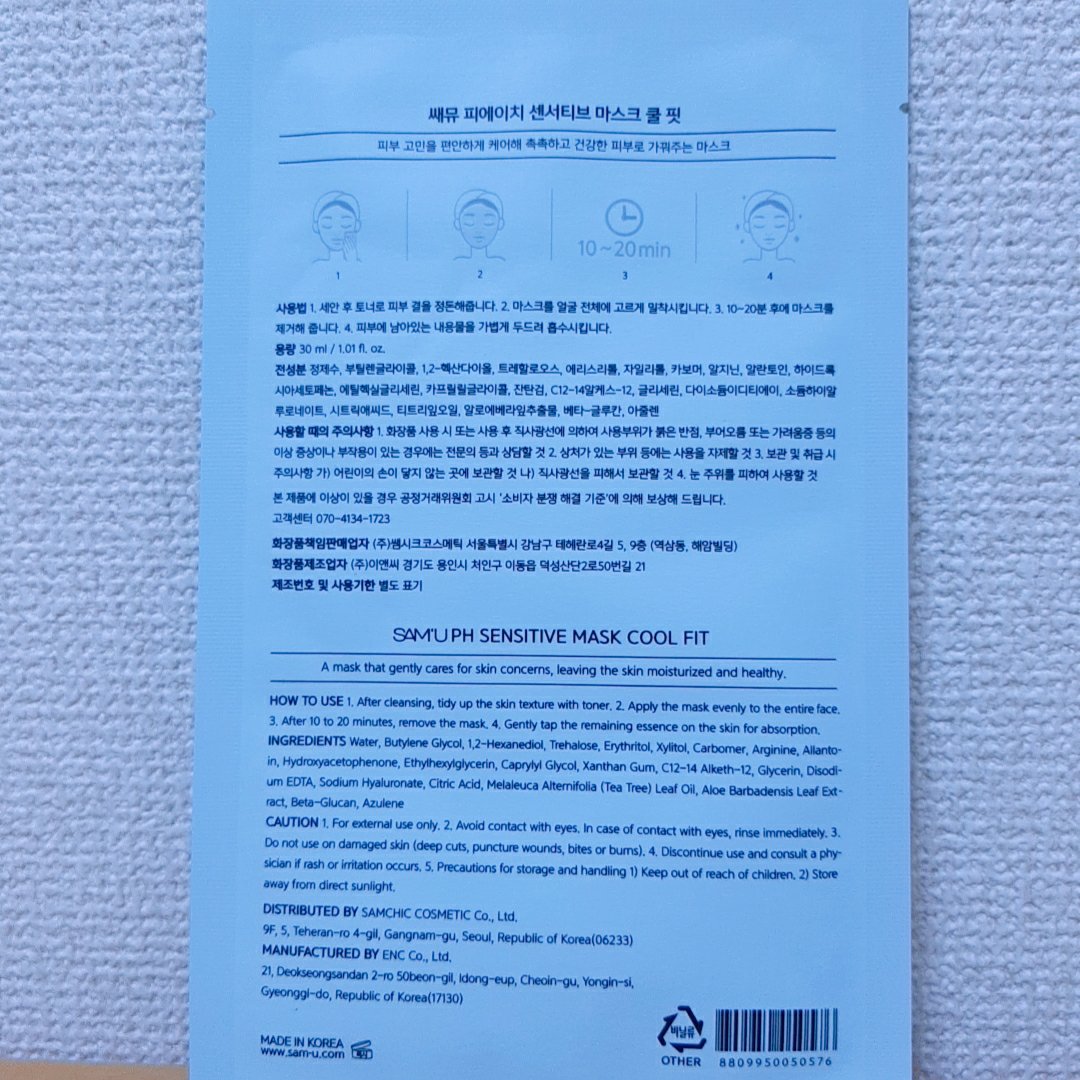 쌔뮤 피에이치 센서티브 마스크 쿨 핏
피부 고민을 편안하게 케어해 촉촉하고 건강한 피부로 가꿔주는 마스크
10~20min
1
2
3
4
사용법 1. 세안 후 토너로 피부 결을 정돈해줍니다. 2. 마스크를 얼굴 전체에 고르게 밀착시킵니다. 3. 10~20분 후에 마스크를
제거해 줍니다. 4. 피부에 남아있는 내용물을 가볍게 두드려 흡수시킵니다.
용량 30 ml / 1.01 fl. oz.
전성분 정제수, 부틸렌글라이콜, 1,2-헥산다이올, 트레할로오스, 에리스리톨, 자일리톨, 카보머, 알지닌, 알란토인, 하이드록
시아세토페논, 에틸헥실글리세린, 카프릴릴글라이콜, 잔탄검, C12-14알케스-12, 글리세린, 다이소듐이디티에이, 소듐하이알
루로네이트, 시트릭애씨드, 티트리잎오일, 알로에베라잎추출물, 베타-글루칸, 아줄렌
사용할 때의 주의사항 1. 화장품 사용 시 또는 사용 후 직사광선에 의하여 사용부위가 붉은 반점, 부어오름 또는 가려움증 등의
이상 증상이나 부작용이 있는 경우에는 전문의 등과 상담할 것 2. 상처가 있는 부위 등에는 사용을 자제할 것 3. 보관 및 취급 시
주의사항 가) 어린이의 손이 닿지 않는 곳에 보관할 것 나) 직사광선을 피해서 보관할 것 4. 눈 주위를 피하여 사용할 것
본 제품에 이상이 있을 경우 공정거래위원회 고시 '소비자 분쟁 해결 기준'에 의해 보상해 드립니다.
고객센터 070-4134-1723
화장품책임판매업자 (주)쌤시크코스메틱 서울특별시 강남구 테헤란로4길 5, 9층 (역삼동, 해암빌딩)
화장품제조업자 (주)이앤씨 경기도 용인시 처인구 이동읍 덕성산단2로50번길 21
제조번호 및 사용기한 별도 표기
SAM'U PH SENSITIVE MASK COOL FIT
A mask that gently cares for skin concerns, leaving the skin moisturized and healthy.
HOW TO USE 1. After cleansing, tidy up the skin texture with toner. 2. Apply the mask evenly to the entire face.
3. After 10 to 20 minutes, remove the mask. 4. Gently tap the remaining essence on the skin for absorption.
INGREDIENTS Water, Butylene Glycol, 1,2-Hexanediol, Trehalose, Erythritol, Xylitol, Carbomer, Arginine, Allanto-
in, Hydroxyacetophenone, Ethylhexylglycerin, Caprylyl Glycol, Xanthan Gum, C12-14 Alketh-12, Glycerin, Disodi-
um EDTA, Sodium Hyaluronate, Citric Acid, Melaleuca Alternifolia (Tea Tree) Leaf Oil, Aloe Barbadensis Leaf Ext-
ract, Beta-Glucan, Azulene
CAUTION 1. For external use only. 2. Avoid contact with eyes. In case of contact with eyes, rinse immediately. 3.
Do not use on damaged skin (deep cuts, puncture wounds, bites or burns). 4. Discontinue use and consult a phy-
sician if rash or irritation occurs. 5. Precautions for storage and handling 1) Keep out of reach of children. 2) Store
away from direct sunlight.
DISTRIBUTED BY SAMCHIC COSMETIC Co., Ltd.
9F, 5, Teheran-ro 4-gil, Gangnam-gu, Seoul, Republic of Korea(06233)
MANUFACTURED BY ENC Co., Ltd.
21, Deokseongsandan 2-ro 50beon-gil, Idong-eup, Cheoin-gu, Yongin-si,
Gyeonggi-do, Republic of Korea(17130)
MADE IN KOREA
www.sam-u.com
비닐류
OTHER
8809950050576